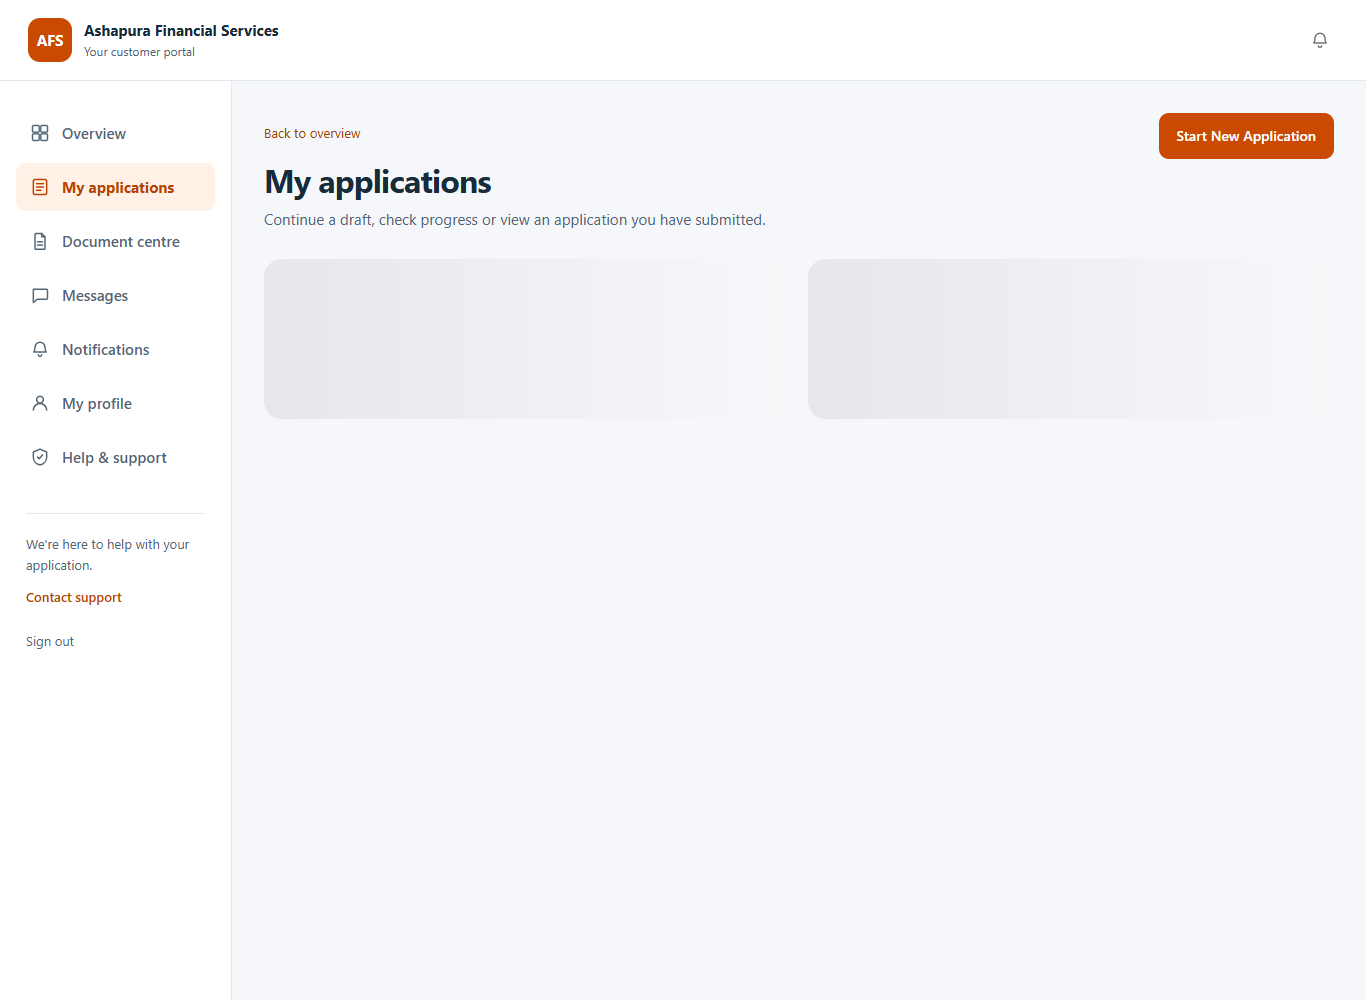 AFS
Ashapura Financial Services
Your customer portal
Overview
My applications
Document centre
Messages
Notifications
My profile
Help & support
We're here to help with your
application.
Contact support
Sign out
Back to overview
Start New Application
My applications
Continue a draft, check progress or view an application you have submitted.